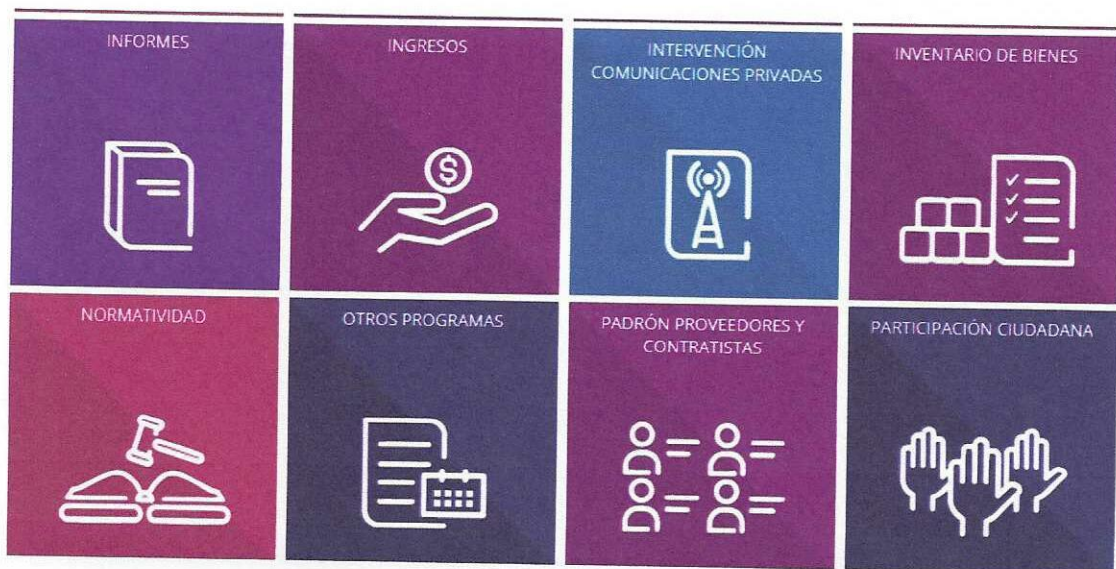 INFORMES
INGRESOS
INTERVENCIÓN
COMUNICACIONES PRIVADAS
INVENTARIO DE BIENES
NORMATIVIDAD
OTROS PROGRAMAS
PADRÓN PROVEEDORES Y
CONTRATISTAS
PARTICIPACIÓN CIUDADANA